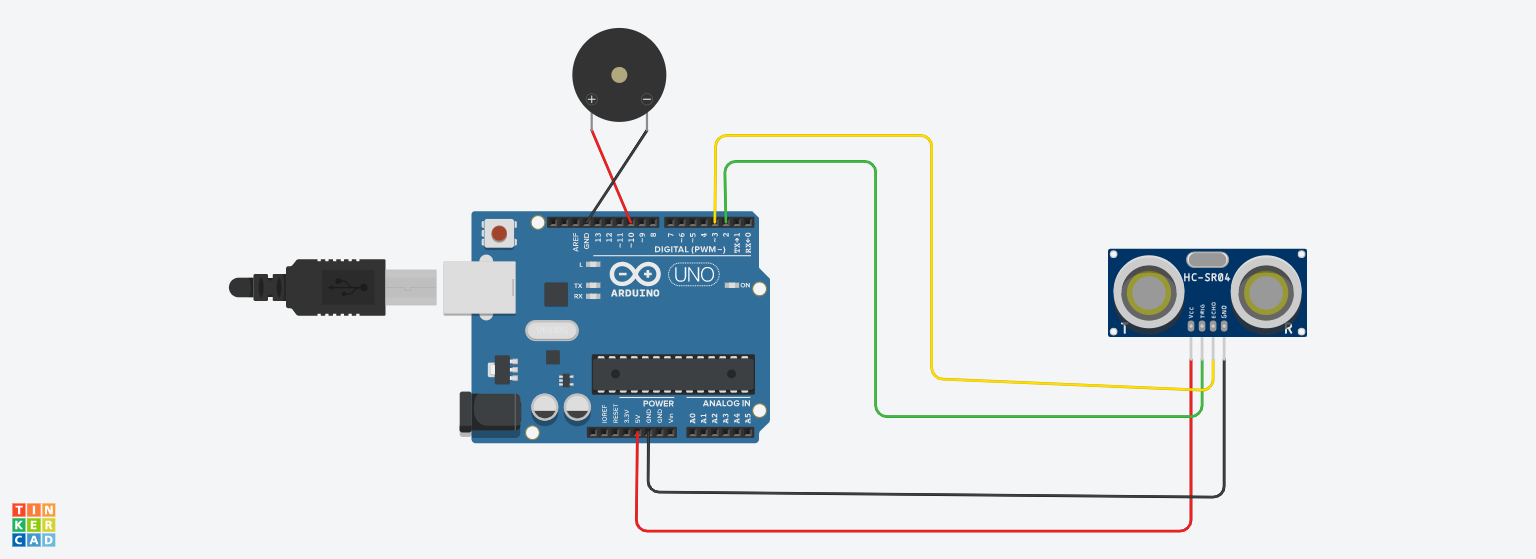 + −
AREF
GND
13
12
~11
~10
~9
8
7
~6
~5
4
~3
2
TX→1
RX←0
DIGITAL (PWM~)
L
TX
RX
ARDUINO
UNO
ON
HC-SR04
VCC
TRIG
ECHO
GND
T
R
POWER
ANALOG IN
IOREF
RESET
3.3V
5V
GND
GND
Vin
A0
A1
A2
A3
A4
A5
TIN
KER
CAD